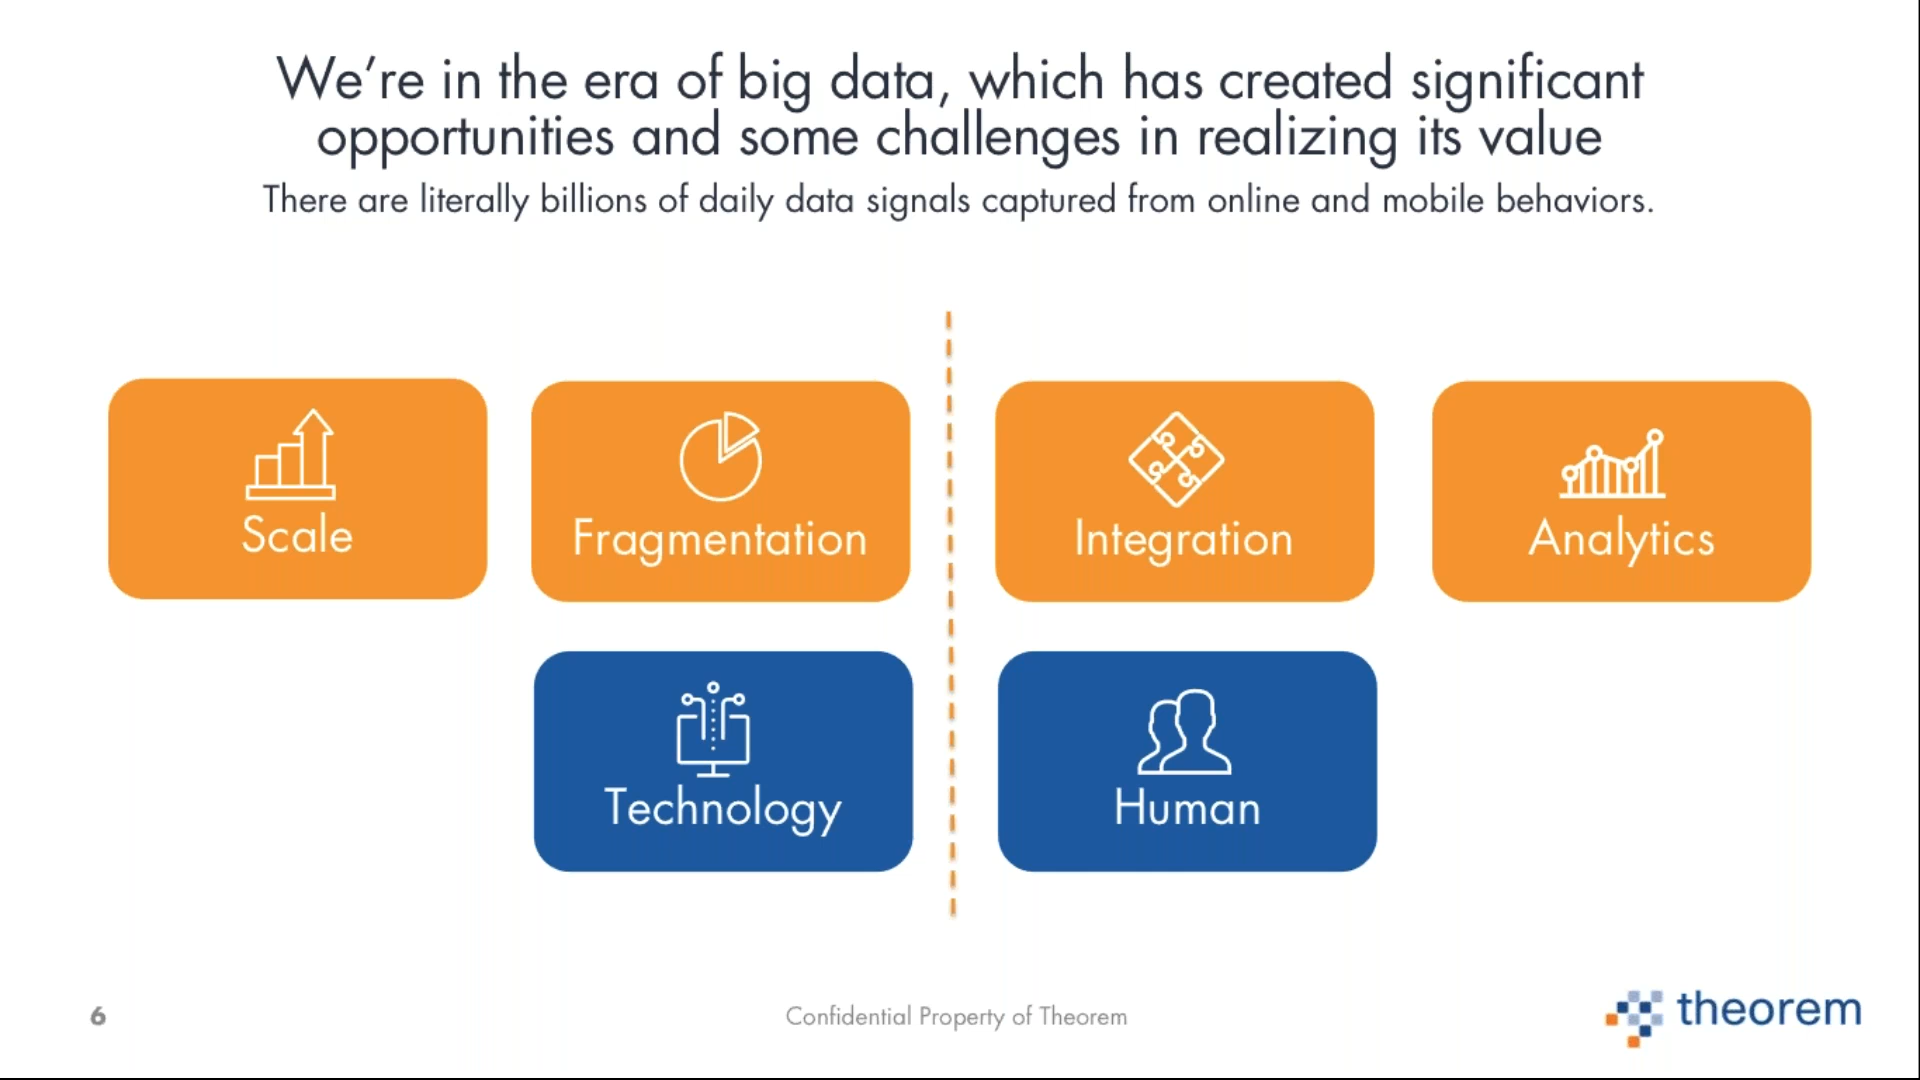 We’re in the era of big data, which has created significant
opportunities and some challenges in realizing its value
There are literally billions of daily data signals captured from online and mobile behaviors.
Scale
Fragmentation
Integration
Analytics
Technology
Human
6
Confidential Property of Theorem
theorem